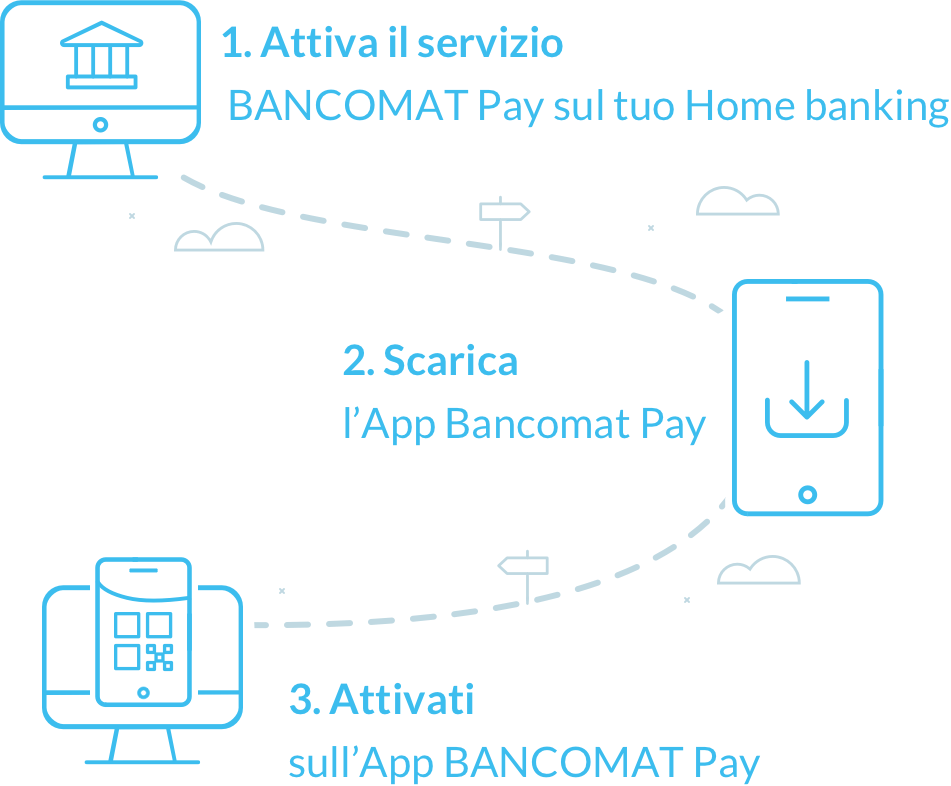 1. Attiva il servizio
BANCOMAT Pay sul tuo Home banking
2. Scarica
l’App Bancomat Pay
3. Attivati
sull’App BANCOMAT Pay